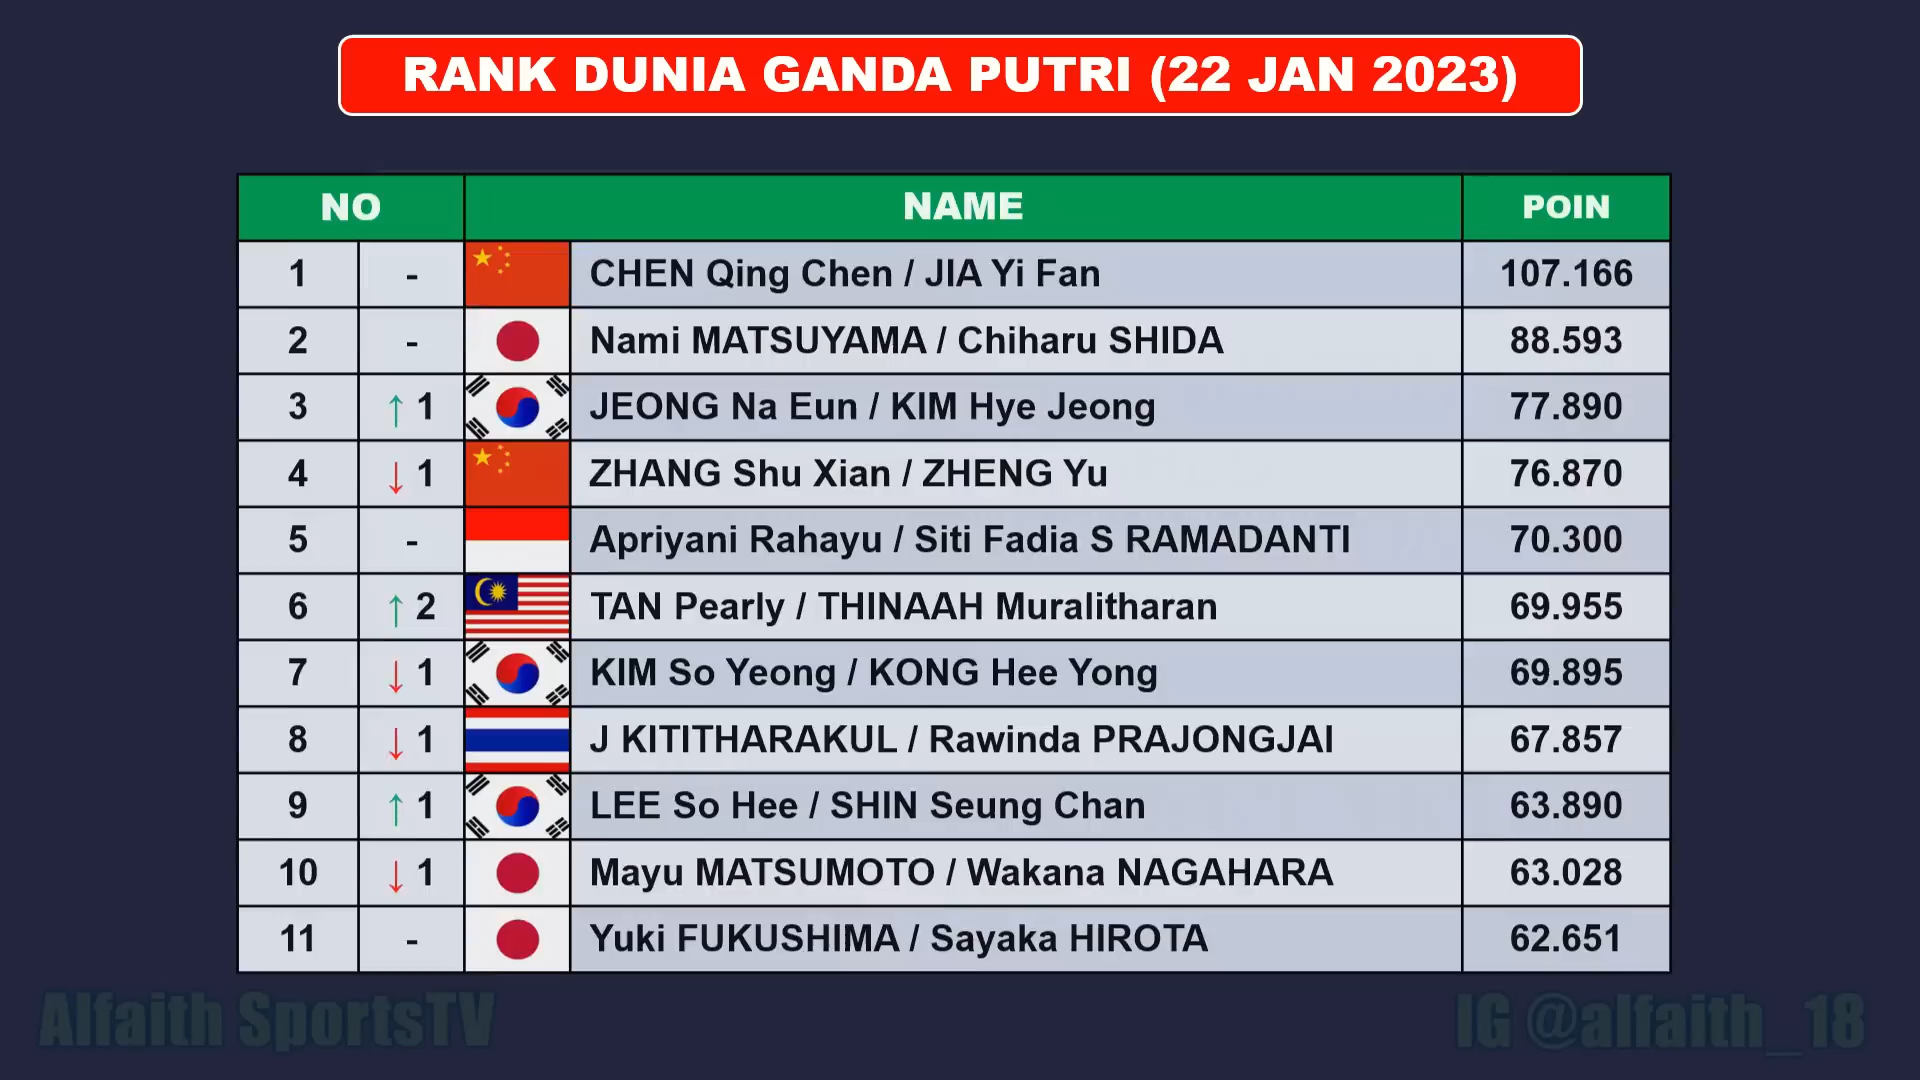 RANK DUNIA GANDA PUTRI (22 JAN 2023)
NO NAME POIN
1 - CHEN Qing Chen / JIA Yi Fan 107.166
2 - Nami MATSUYAMA / Chiharu SHIDA 88.593
3 ↑ 1 JEONG Na Eun / KIM Hye Jeong 77.890
4 ↓ 1 ZHANG Shu Xian / ZHENG Yu 76.870
5 - Apriyani Rahayu / Siti Fadia S RAMADANTI 70.300
6 ↑ 2 TAN Pearly / THINAAH Muralitharan 69.955
7 ↓ 1 KIM So Yeong / KONG Hee Yong 69.895
8 ↓ 1 J KITITHARAKUL / Rawinda PRAJONGJAI 67.857
9 ↑ 1 LEE So Hee / SHIN Seung Chan 63.890
10 ↓ 1 Mayu MATSUMOTO / Wakana NAGAHARA 63.028
11 - Yuki FUKUSHIMA / Sayaka HIROTA 62.651
Alfaith SportsTV IG @alfaith_18